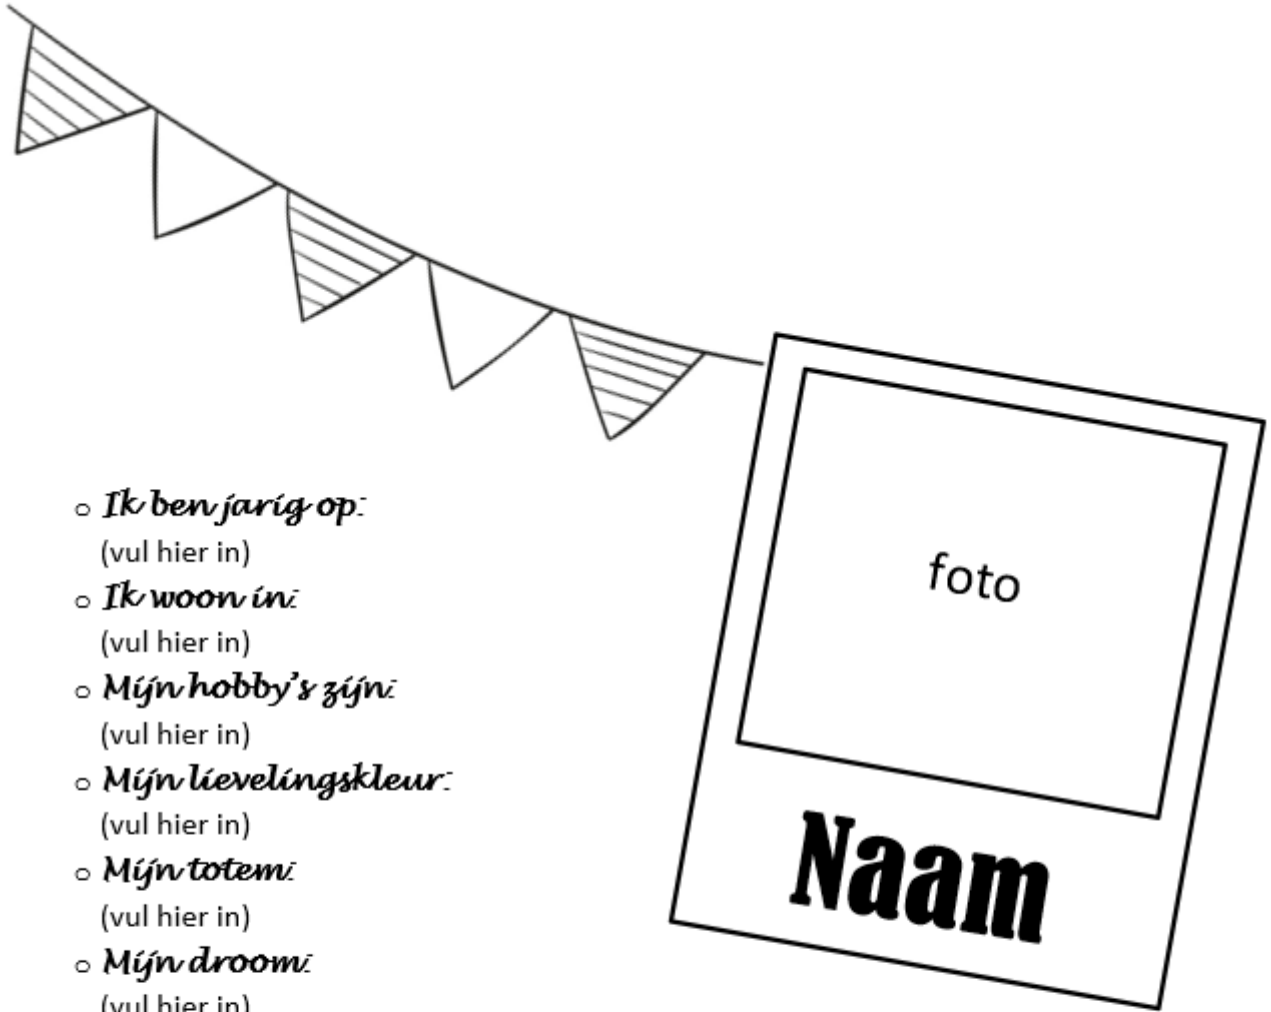 Ik ben jarig op:
(vul hier in)
Ik woon in:
(vul hier in)
Mijn hobby's zijn:
(vul hier in)
Mijn lievelingskleur:
(vul hier in)
Mijn totem:
(vul hier in)
Mijn droom:
(vul hier in)
foto
Naam